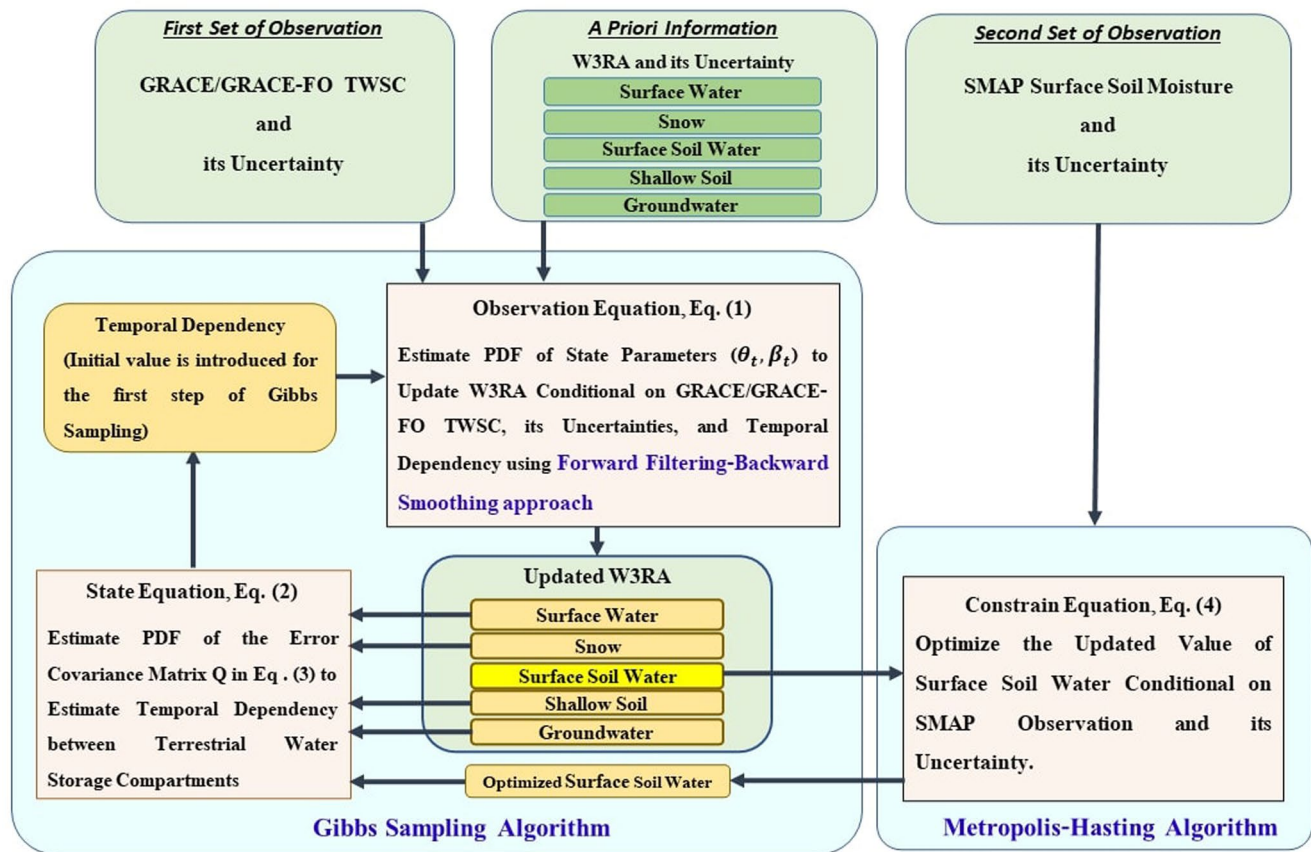 First Set of Observation
GRACE/GRACE-FO TWSC
and
its Uncertainty
A Priori Information
W3RA and its Uncertainty
Surface Water
Snow
Surface Soil Water
Shallow Soil
Groundwater
Second Set of Observation
SMAP Surface Soil Moisture
and
its Uncertainty
Temporal Dependency
(Initial value is introduced for
the first step of Gibbs
Sampling)
Observation Equation, Eq. (1)
Estimate PDF of State Parameters (θ_t, β_t) to
Update W3RA Conditional on GRACE/GRACE-
FO TWSC, its Uncertainties, and Temporal
Dependency using Forward Filtering-Backward
Smoothing approach
State Equation, Eq. (2)
Estimate PDF of the Error
Covariance Matrix Q in Eq . (3) to
Estimate Temporal Dependency
between Terrestrial Water
Storage Compartments
Updated W3RA
Surface Water
Snow
Surface Soil Water
Shallow Soil
Groundwater
Optimized Surface Soil Water
Gibbs Sampling Algorithm
Constrain Equation, Eq. (4)
Optimize the Updated Value of
Surface Soil Water Conditional on
SMAP Observation and its
Uncertainty.
Metropolis-Hasting Algorithm